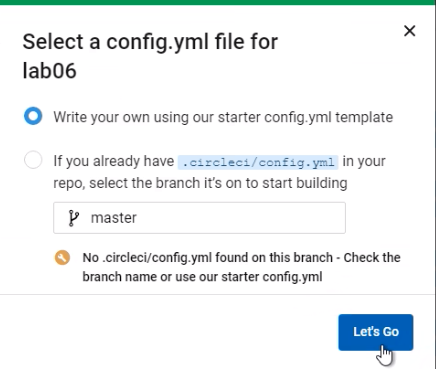 Select a config.yml file for
lab06
Write your own using our starter config.yml template
If you already have .circleci/config.yml in your
repo, select the branch it's on to start building
master
No .circleci/config.yml found on this branch - Check the
branch name or use our starter config.yml
Let's Go